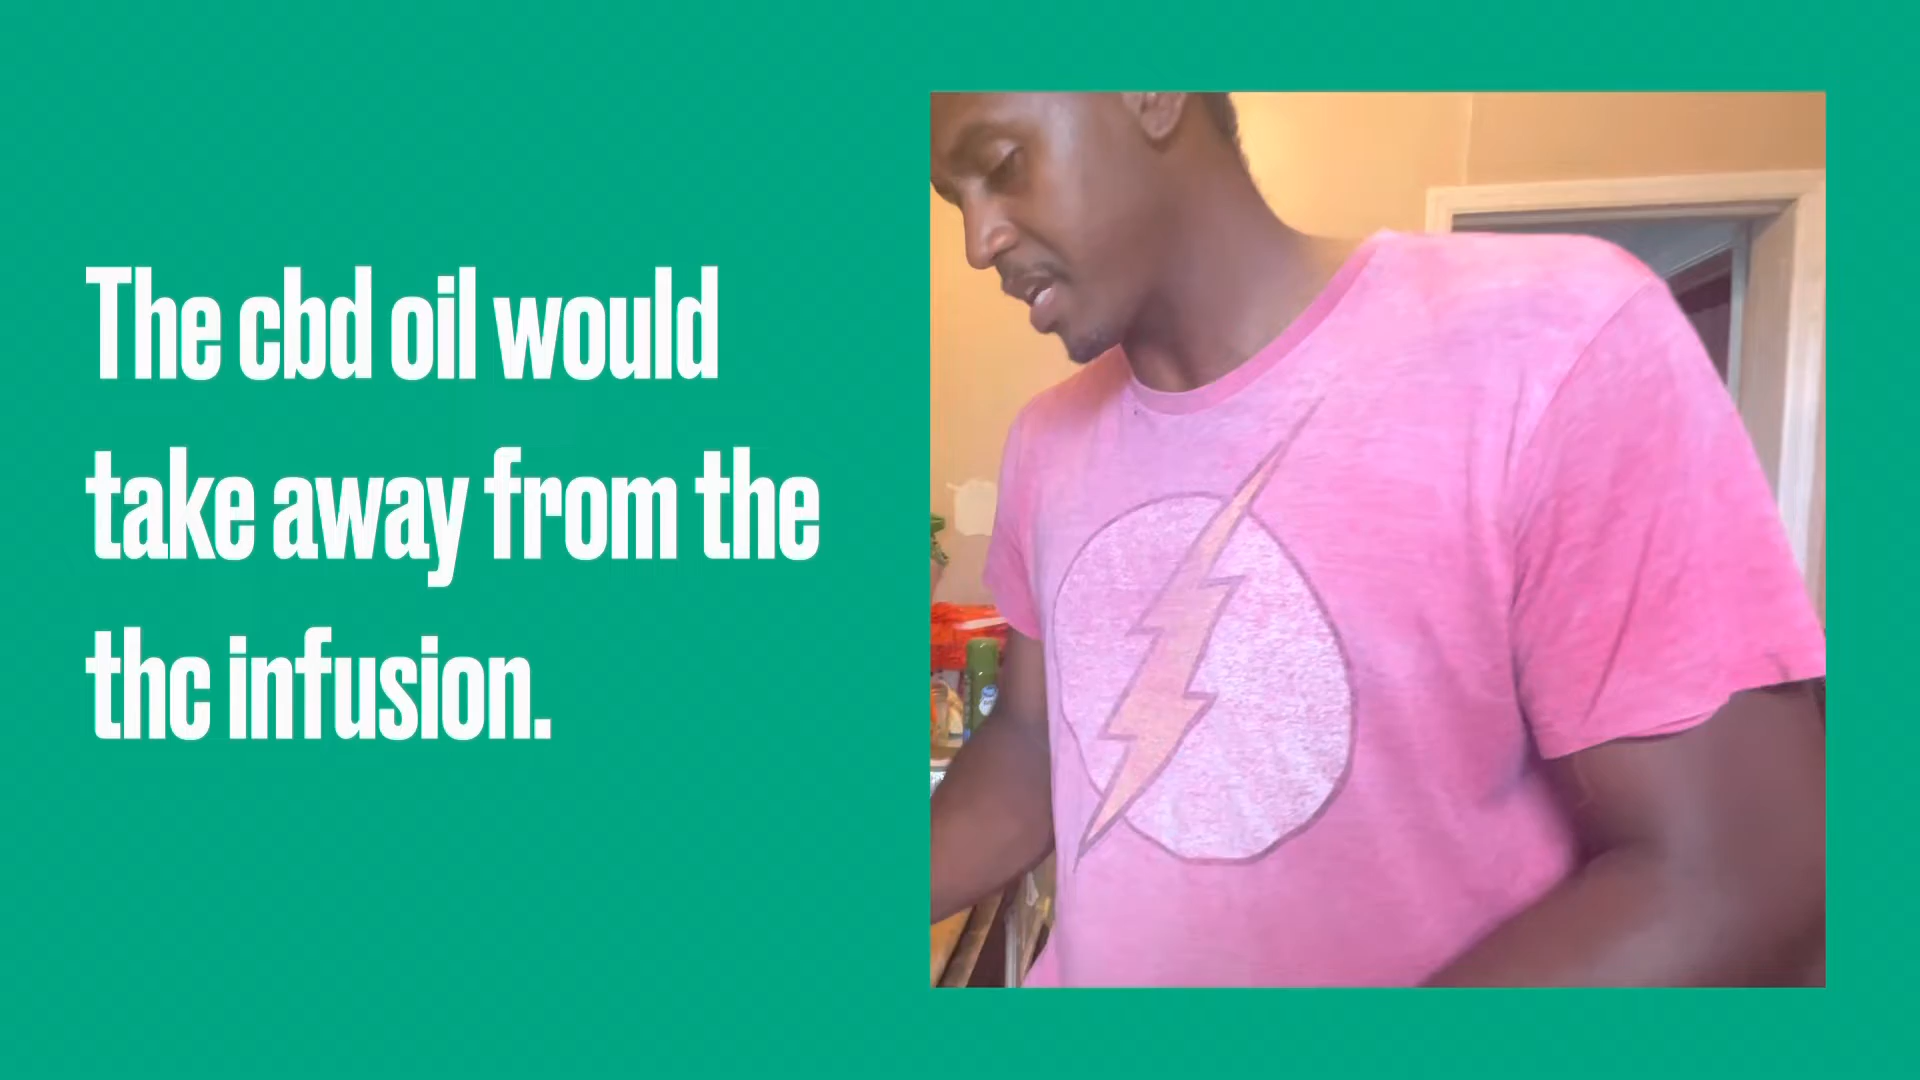 The cbd oil would
take away from the
thc infusion.